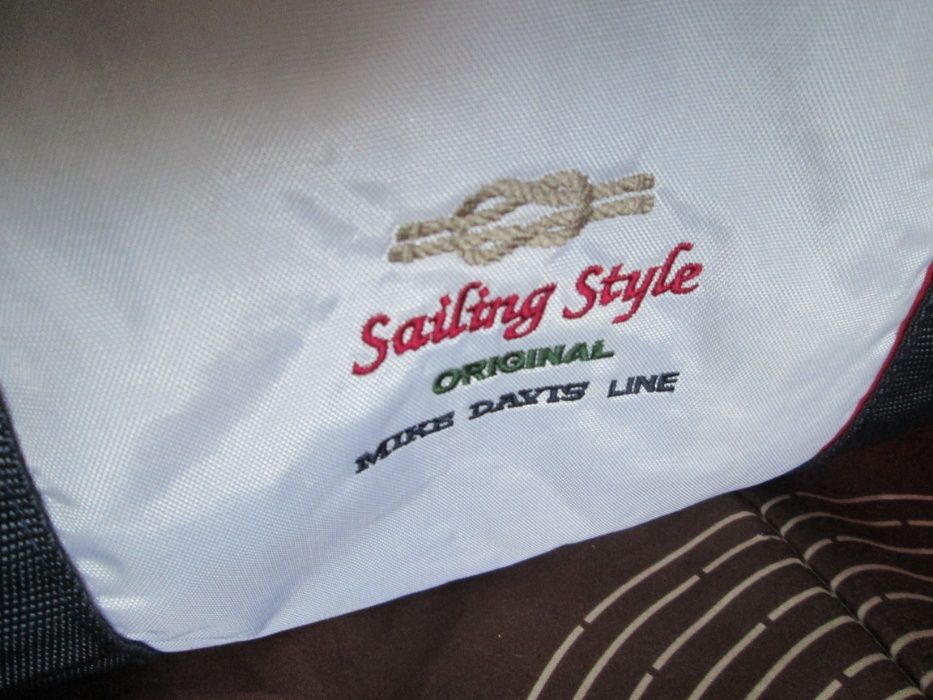 Sailing Style
ORIGINAL
MIKE DAVIS' LINE